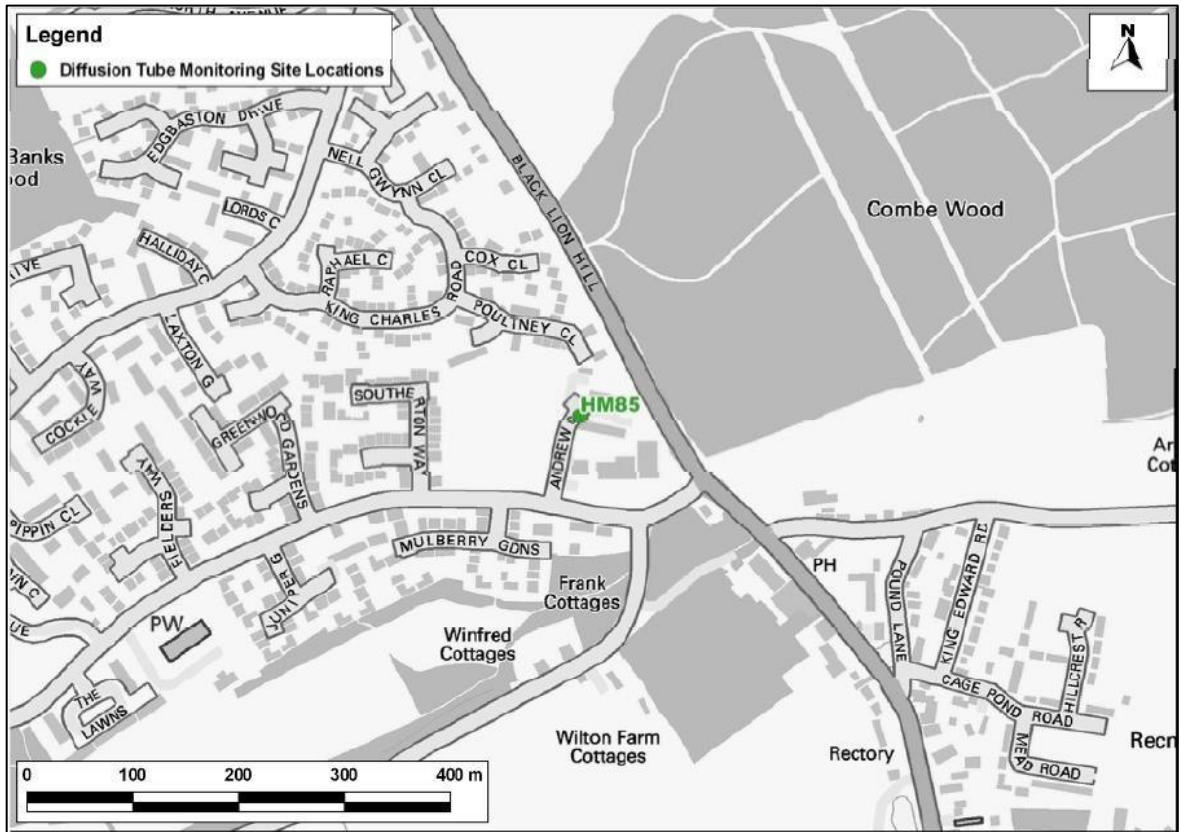 Legend
Diffusion Tube Monitoring Site Locations
N
EDGBASTON DRIVE
Banks
NELL GWYNN CL
BLACK LION HILL
Combe Wood
LORDS C
HALLIDAY C
RAPHAEL C
COX CL
KING CHARLES ROAD
POULTNEY CL
LAXTON G
COCKLE WAY
SOUTHERTON WAY
HM85
ANDREW
GREENWOOD GARDENS
FIELDERS WAY
PIPPIN CL
MULBERRY GDNS
JUNIPER G
PH
Frank
Cottages
POUND LANE
KING EDWARD RD
PW
Winfred
Cottages
HILLCREST R
CAGE POND ROAD
THE
LAWNS
Wilton Farm
Cottages
Rectory
MEAD ROAD
0 100 200 300 400 m